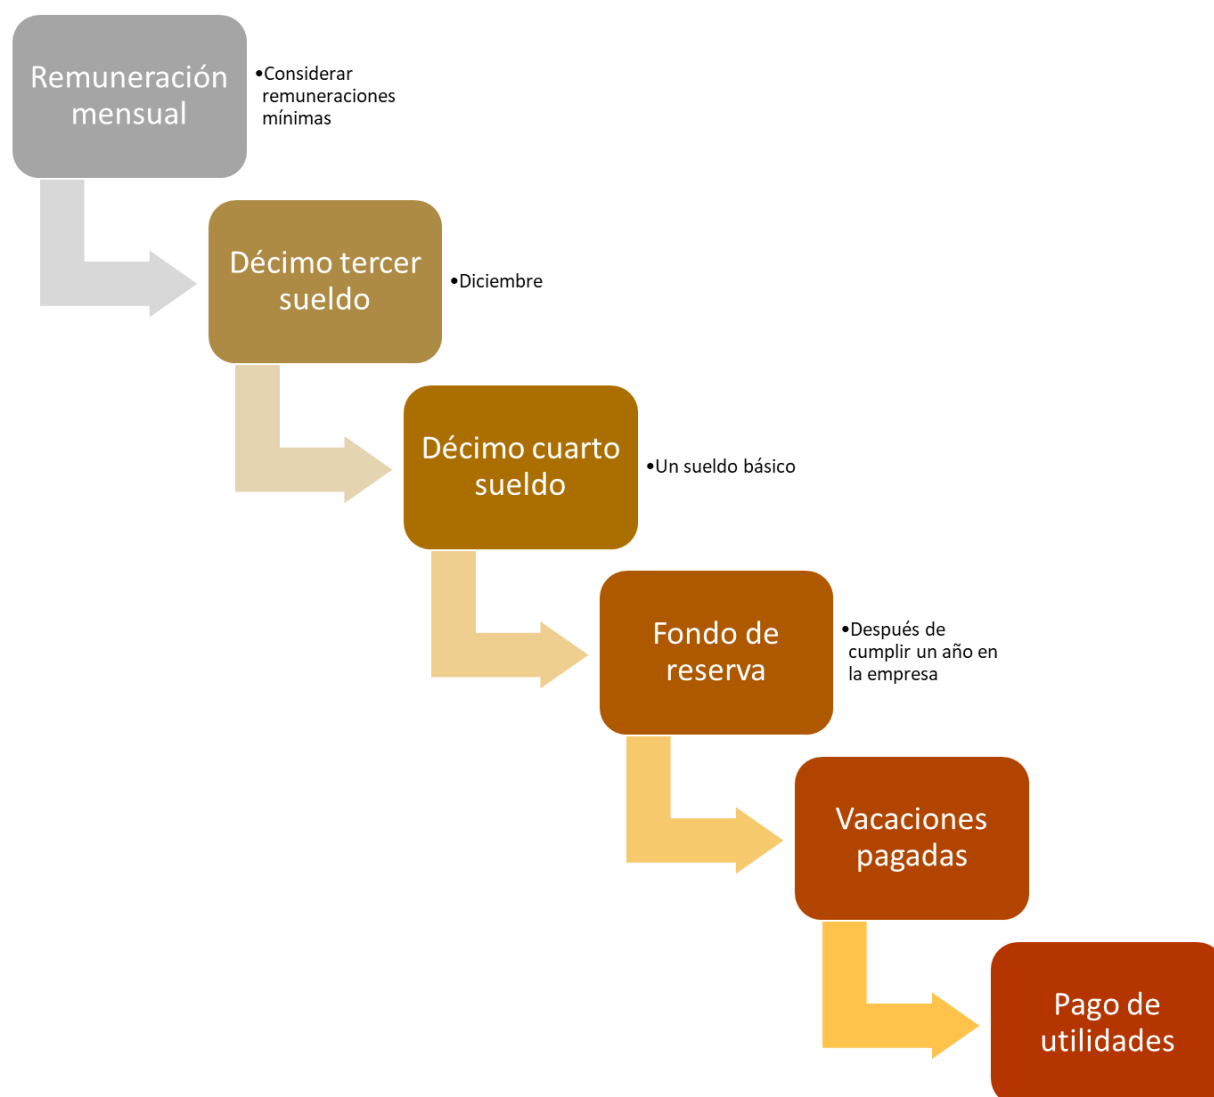 Remuneración
mensual
•Considerar
remuneraciones
mínimas
Décimo tercer
sueldo
•Diciembre
Décimo cuarto
sueldo
•Un sueldo básico
Fondo de
reserva
•Después de
cumplir un año en
la empresa
Vacaciones
pagadas
Pago de
utilidades